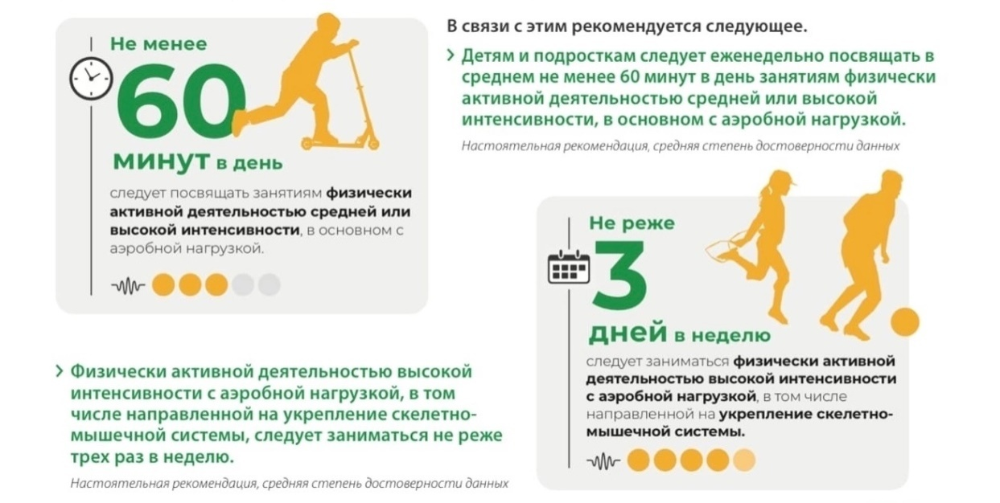 Не менее
60
минут в день
следует посвящать занятиям физически
активной деятельностью средней или
высокой интенсивности, в основном с
аэробной нагрузкой.
В связи с этим рекомендуется следующее.
> Детям и подросткам следует еженедельно посвящать в
среднем не менее 60 минут в день занятиям физически
активной деятельностью средней или высокой
интенсивности, в основном с аэробной нагрузкой.
Настоятельная рекомендация, средняя степень достоверности данных
Не реже
3
дней в неделю
следует заниматься физически активной
деятельностью высокой интенсивности
с аэробной нагрузкой, в том числе
направленной на укрепление скелетно-
мышечной системы.
> Физически активной деятельностью высокой
интенсивности с аэробной нагрузкой, в том
числе направленной на укрепление скелетно-
мышечной системы, следует заниматься не реже
трех раз в неделю.
Настоятельная рекомендация, средняя степень достоверности данных